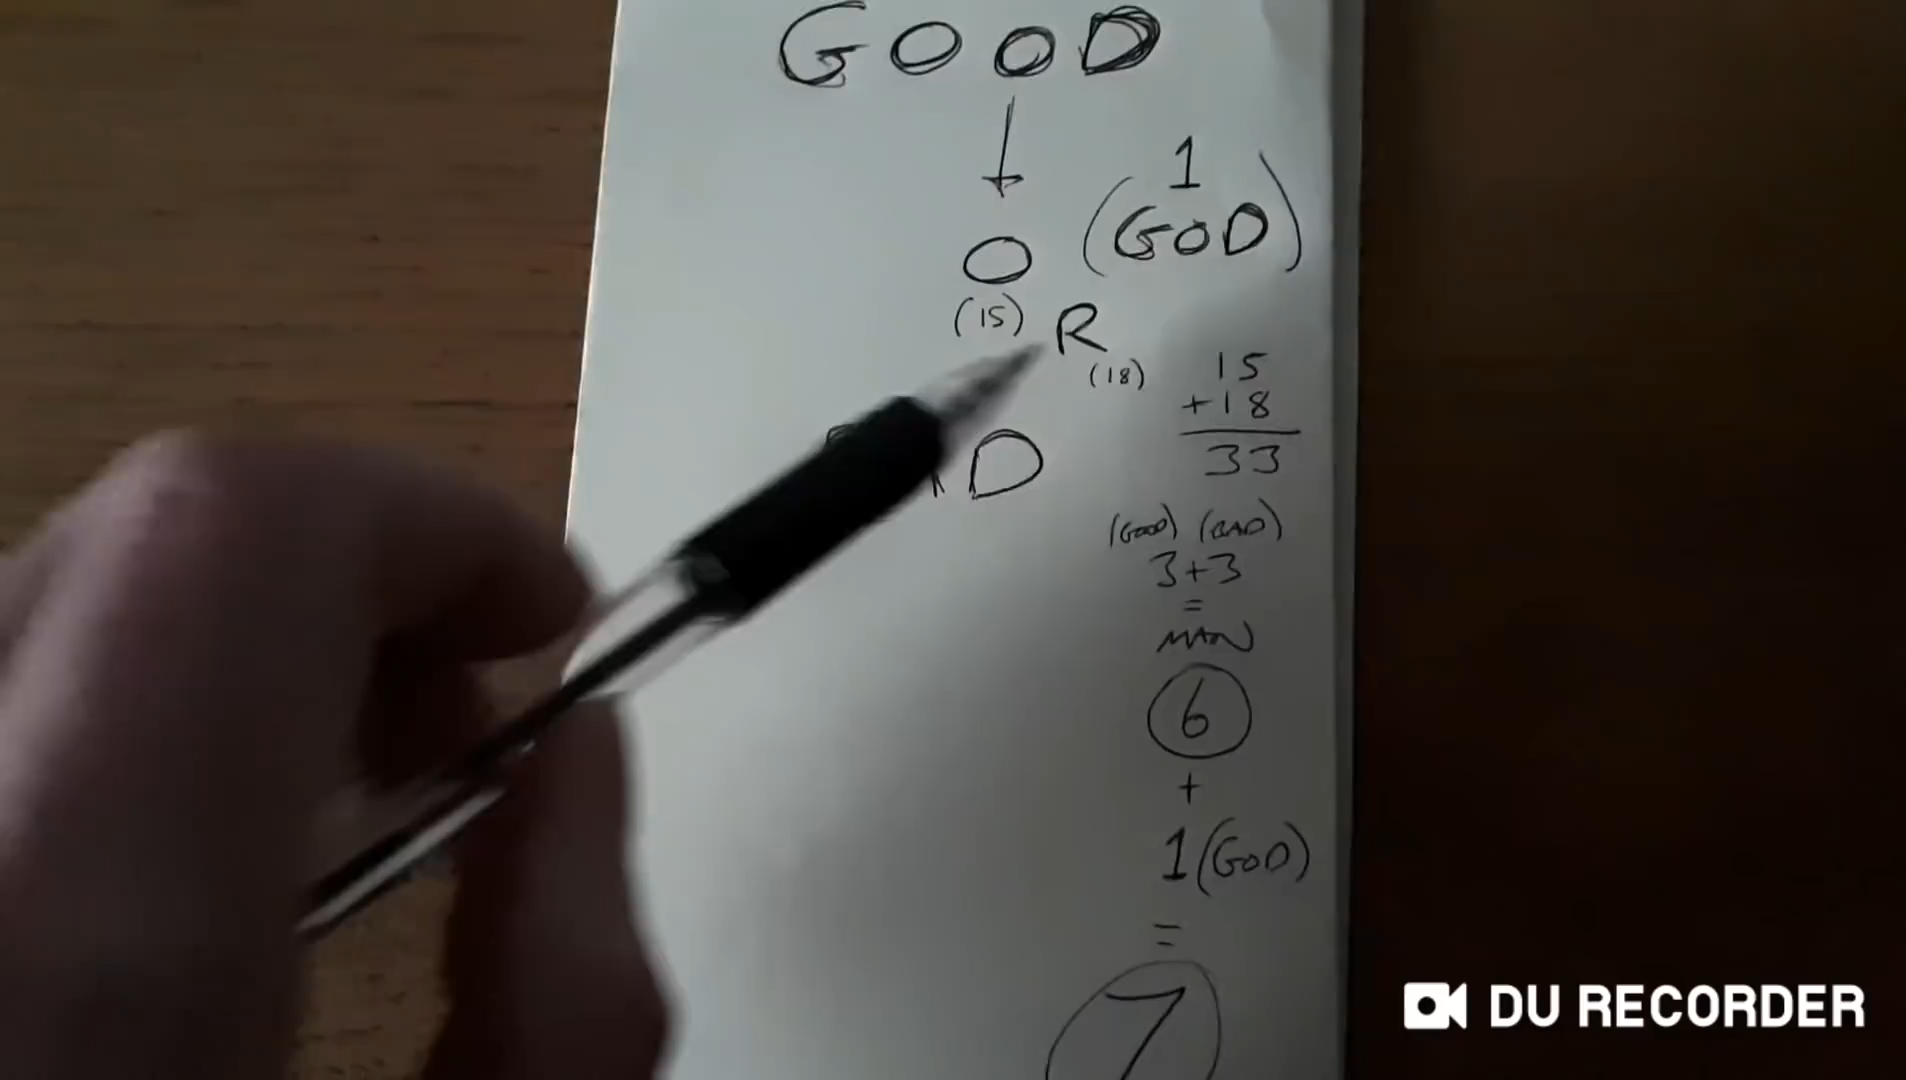 GOOD
1
(GOD)
O
(15) R
(18)
15
+18
33
D
(GOOD) (BAD)
3+3
=
MAN
6
+
1(GOD)
=
7
DU RECORDER